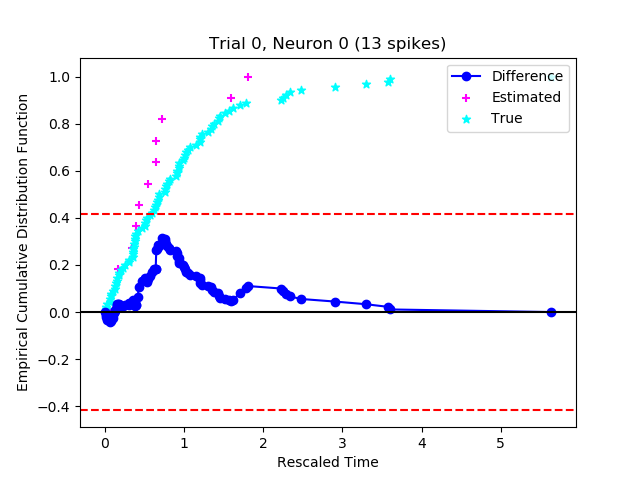 Trial 0, Neuron 0 (13 spikes)
Empirical Cumulative Distribution Function
1.0
0.8
0.6
0.4
0.2
0.0
−0.2
−0.4
Difference
Estimated
True
0 1 2 3 4 5
Rescaled Time